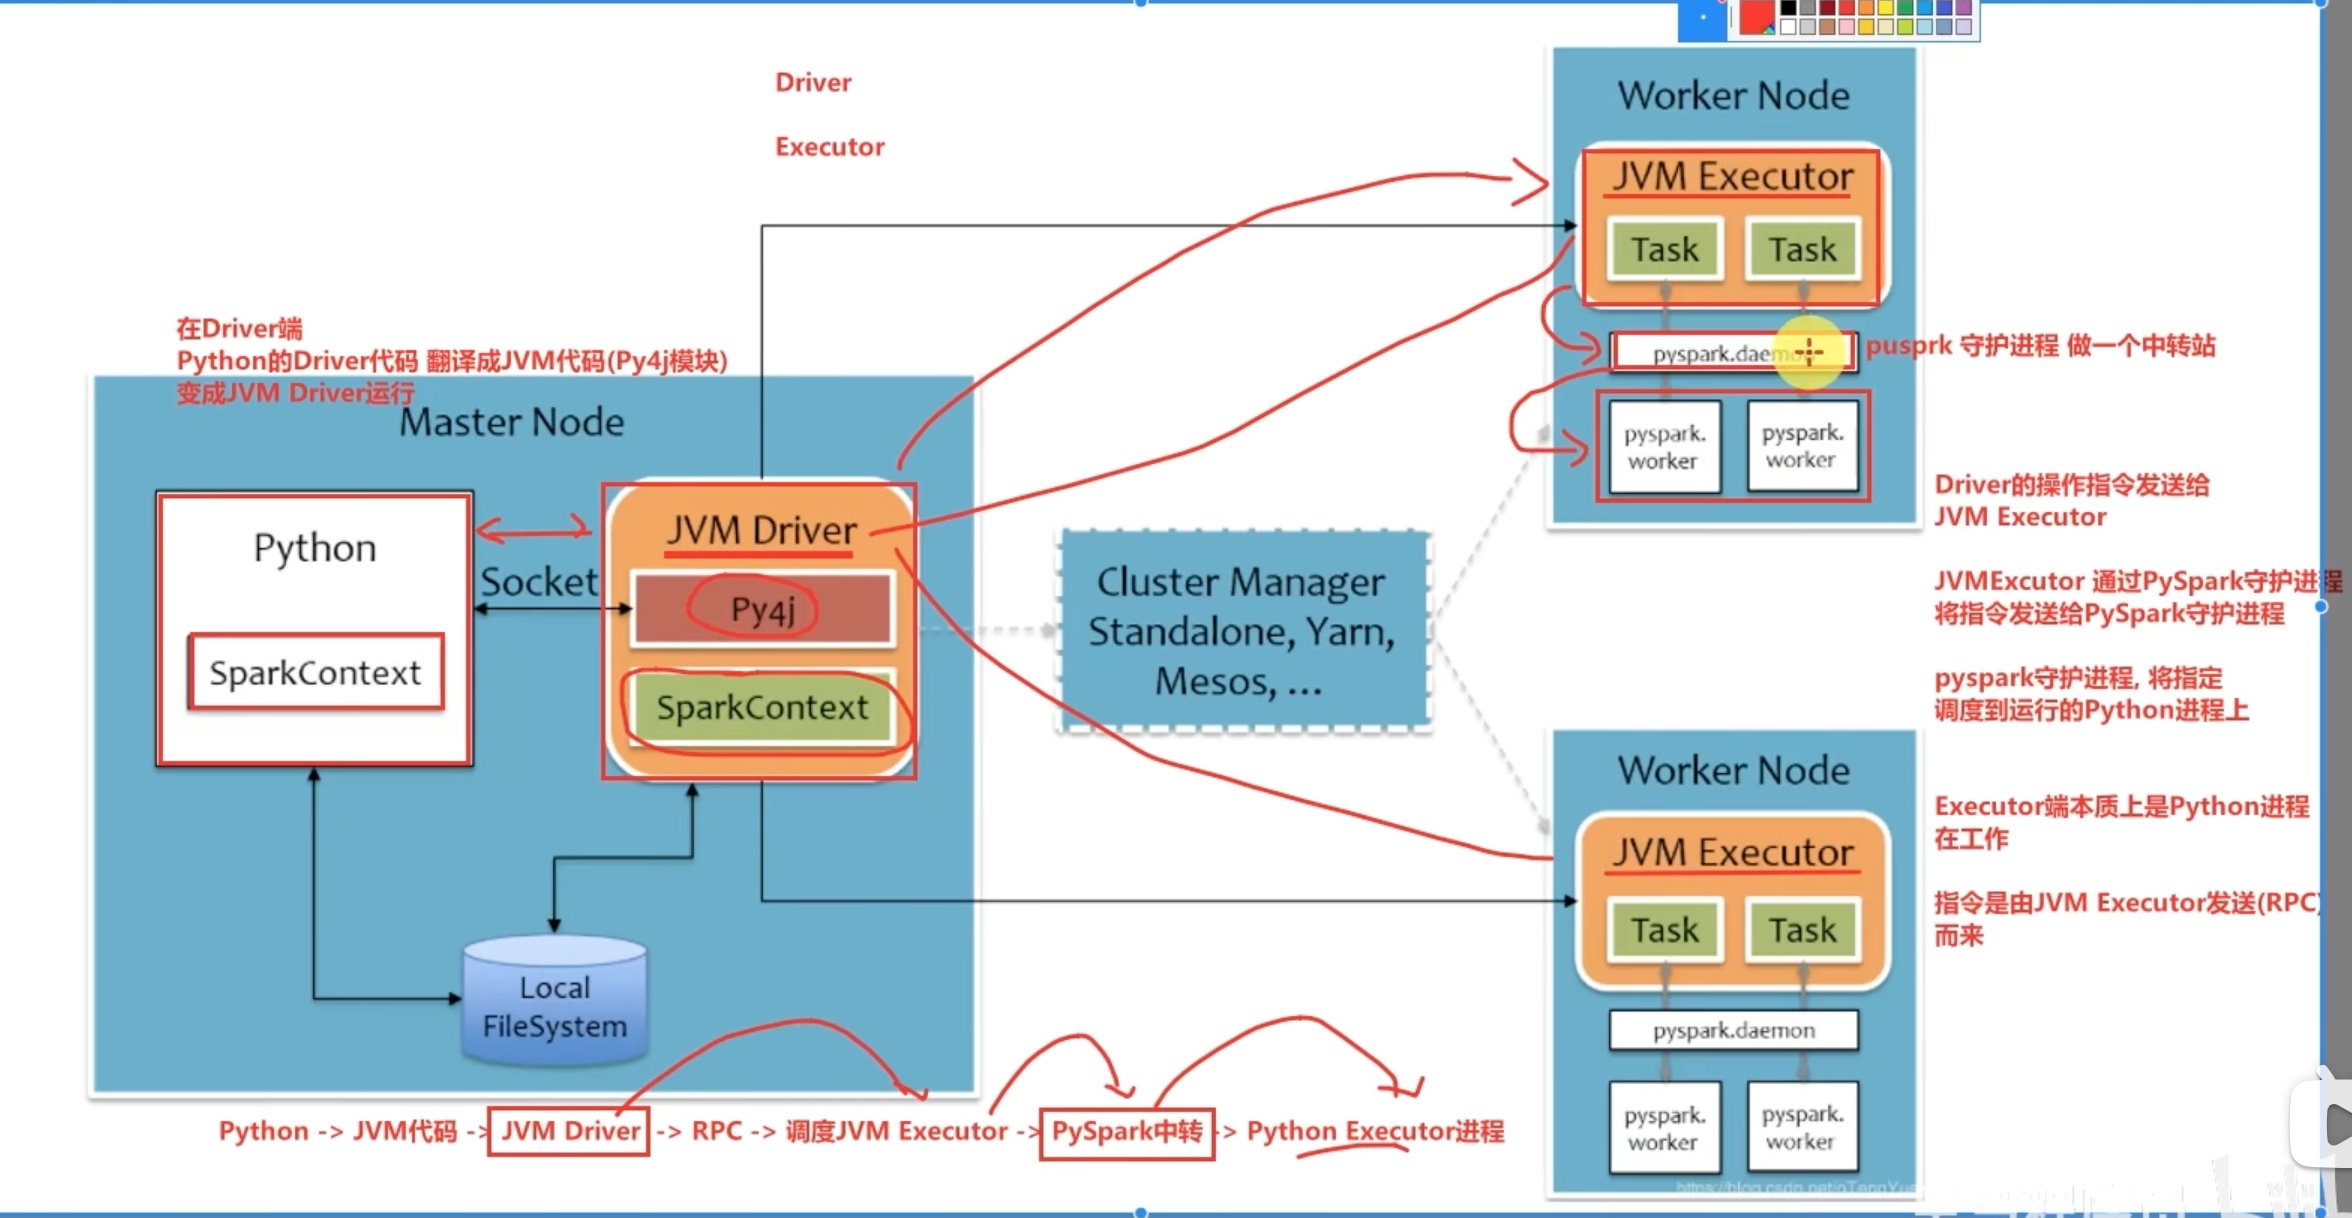 Driver
Executor
在Driver端
Python的Driver代码 翻译成JVM代码(Py4j模块)
变成JVM Driver运行
Master Node
Python
SparkContext
Socket
JVM Driver
Py4j
SparkContext
Local
FileSystem
Cluster Manager
Standalone, Yarn,
Mesos, ...
Worker Node
JVM Executor
Task
Task
pyspark.
worker
pyspark.
worker
pusprk 守护进程 做一个中转站
Driver的操作指令发送给
JVM Executor
JVMExcutor 通过PySpark守护进程
将指令发送给PySpark守护进程
pyspark守护进程, 将指定
调度到运行的Python进程上
Executor端本质上是Python进程
在工作
指令是由JVM Executor发送(RPC)
而来
Worker Node
JVM Executor
Task
Task
pyspark.daemon
pyspark.
worker
pyspark.
worker
Python -> JVM代码 -> JVM Driver -> RPC -> 调度JVM Executor -> PySpark中转 -> Python Executor进程